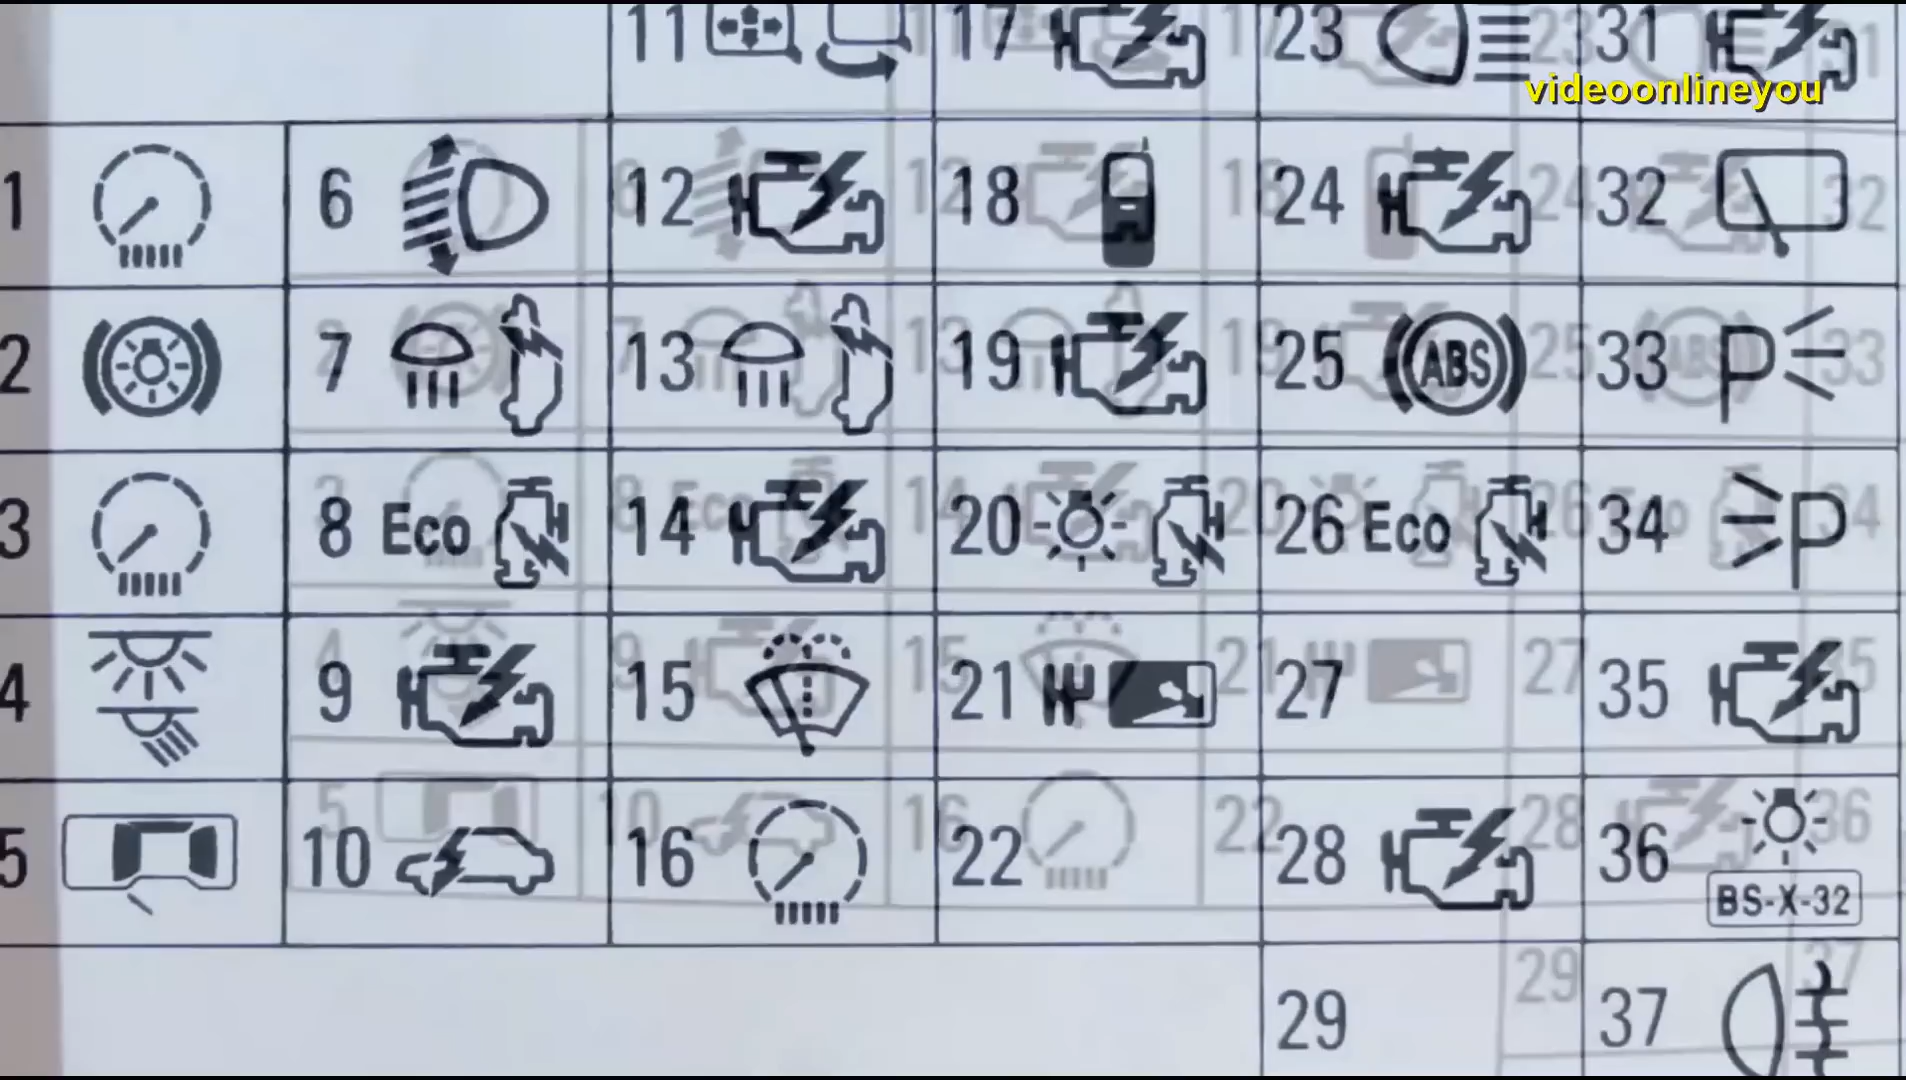 11 17 23 31
videoonlineyou
1 6 12 18 24 32
2 7 13 19 25 ABS 33 P
3 8 Eco 14 20 26 Eco 34 P
4 9 15 21 27 35
5 10 16 22 28 36
BS-X-32
29 37